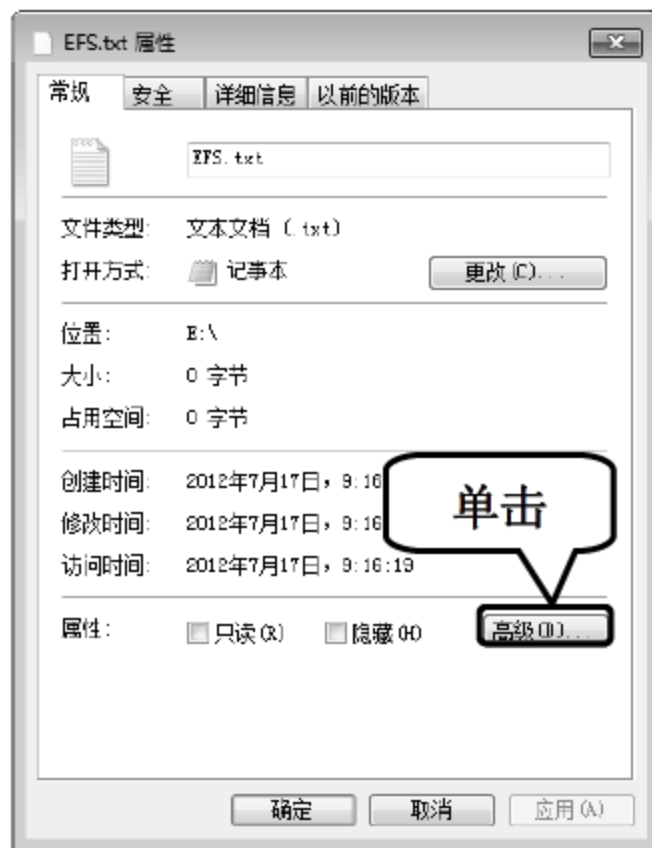 EFS.txt 属性
常规 安全 详细信息 以前的版本
EFS.txt
文件类型: 文本文档 (.txt)
打开方式: 记事本 更改(C)...
位置: E:\
大小: 0 字节
占用空间: 0 字节
创建时间: 2012年7月17日，9:16
修改时间: 2012年7月17日，9:16
访问时间: 2012年7月17日，9:16:19
单击
属性: 只读(R) 隐藏(H) 高级(D)...
确定 取消 应用(A)